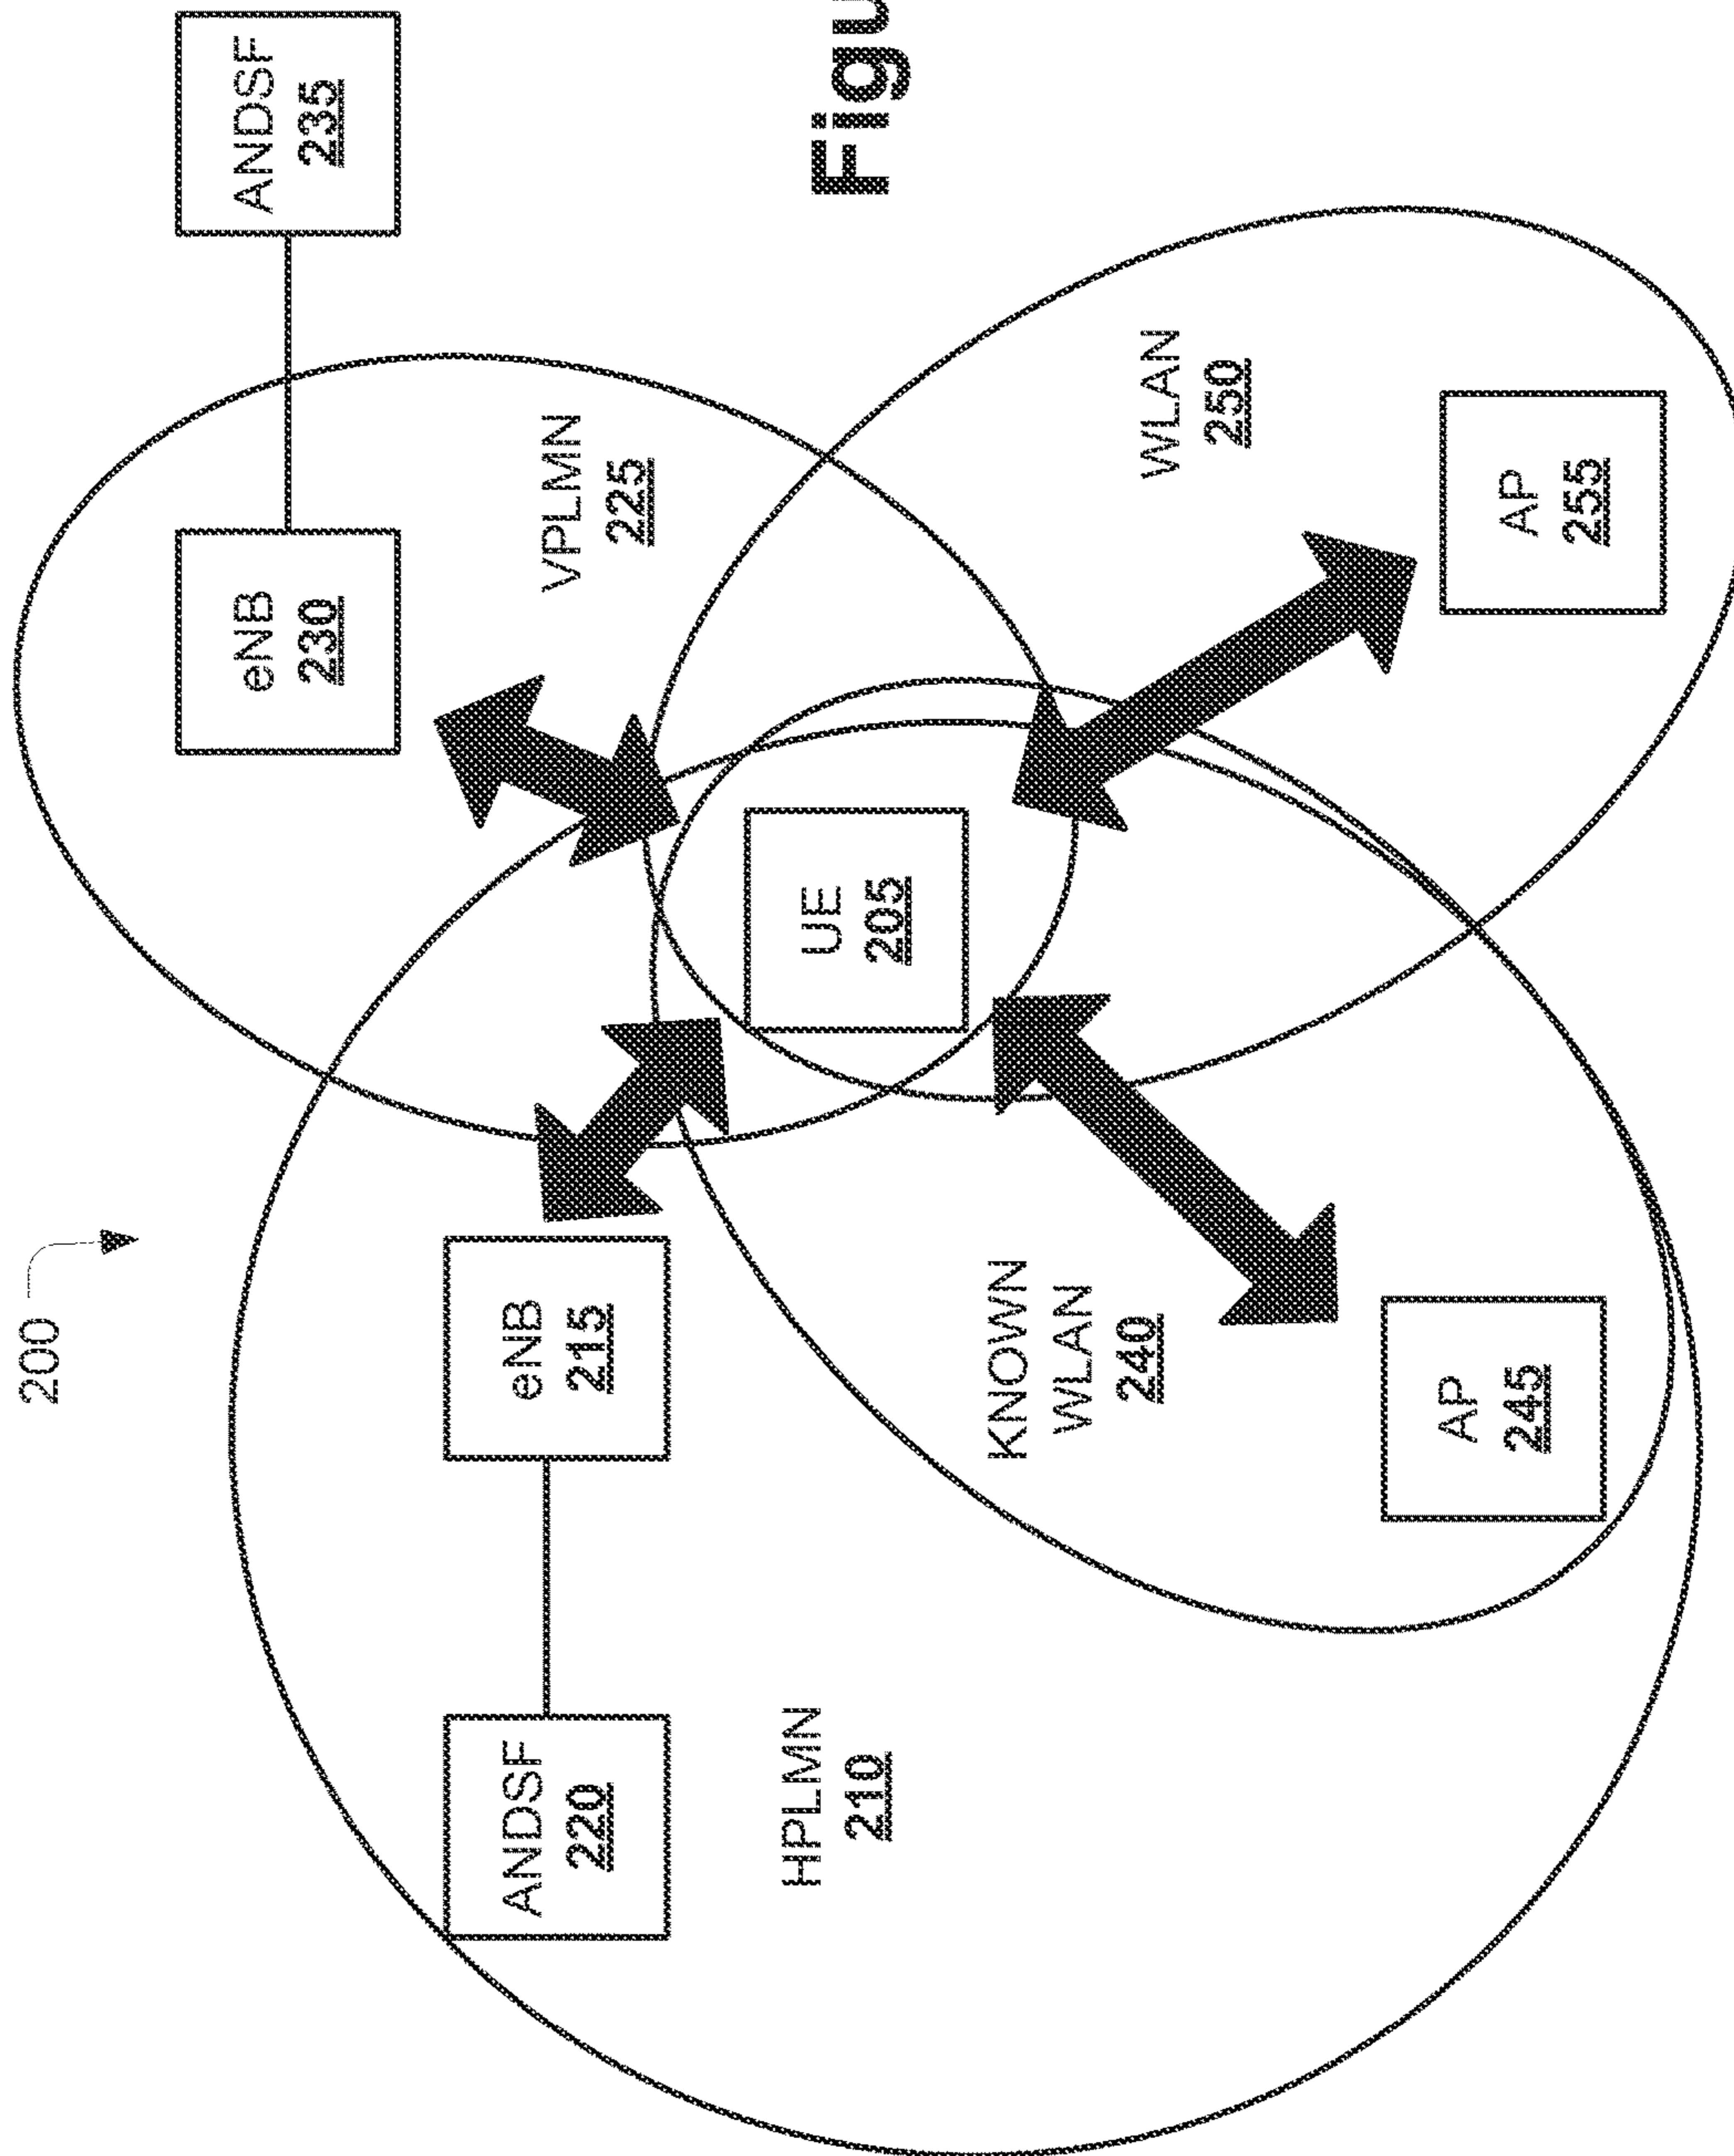 200
eNB
230
ANDSF
235
ANDSF
220
eNB
215
VPLMN
225
HPLMN
210
UE
205
Figu
KNOWN
WLAN
240
WLAN
250
AP
245
AP
255